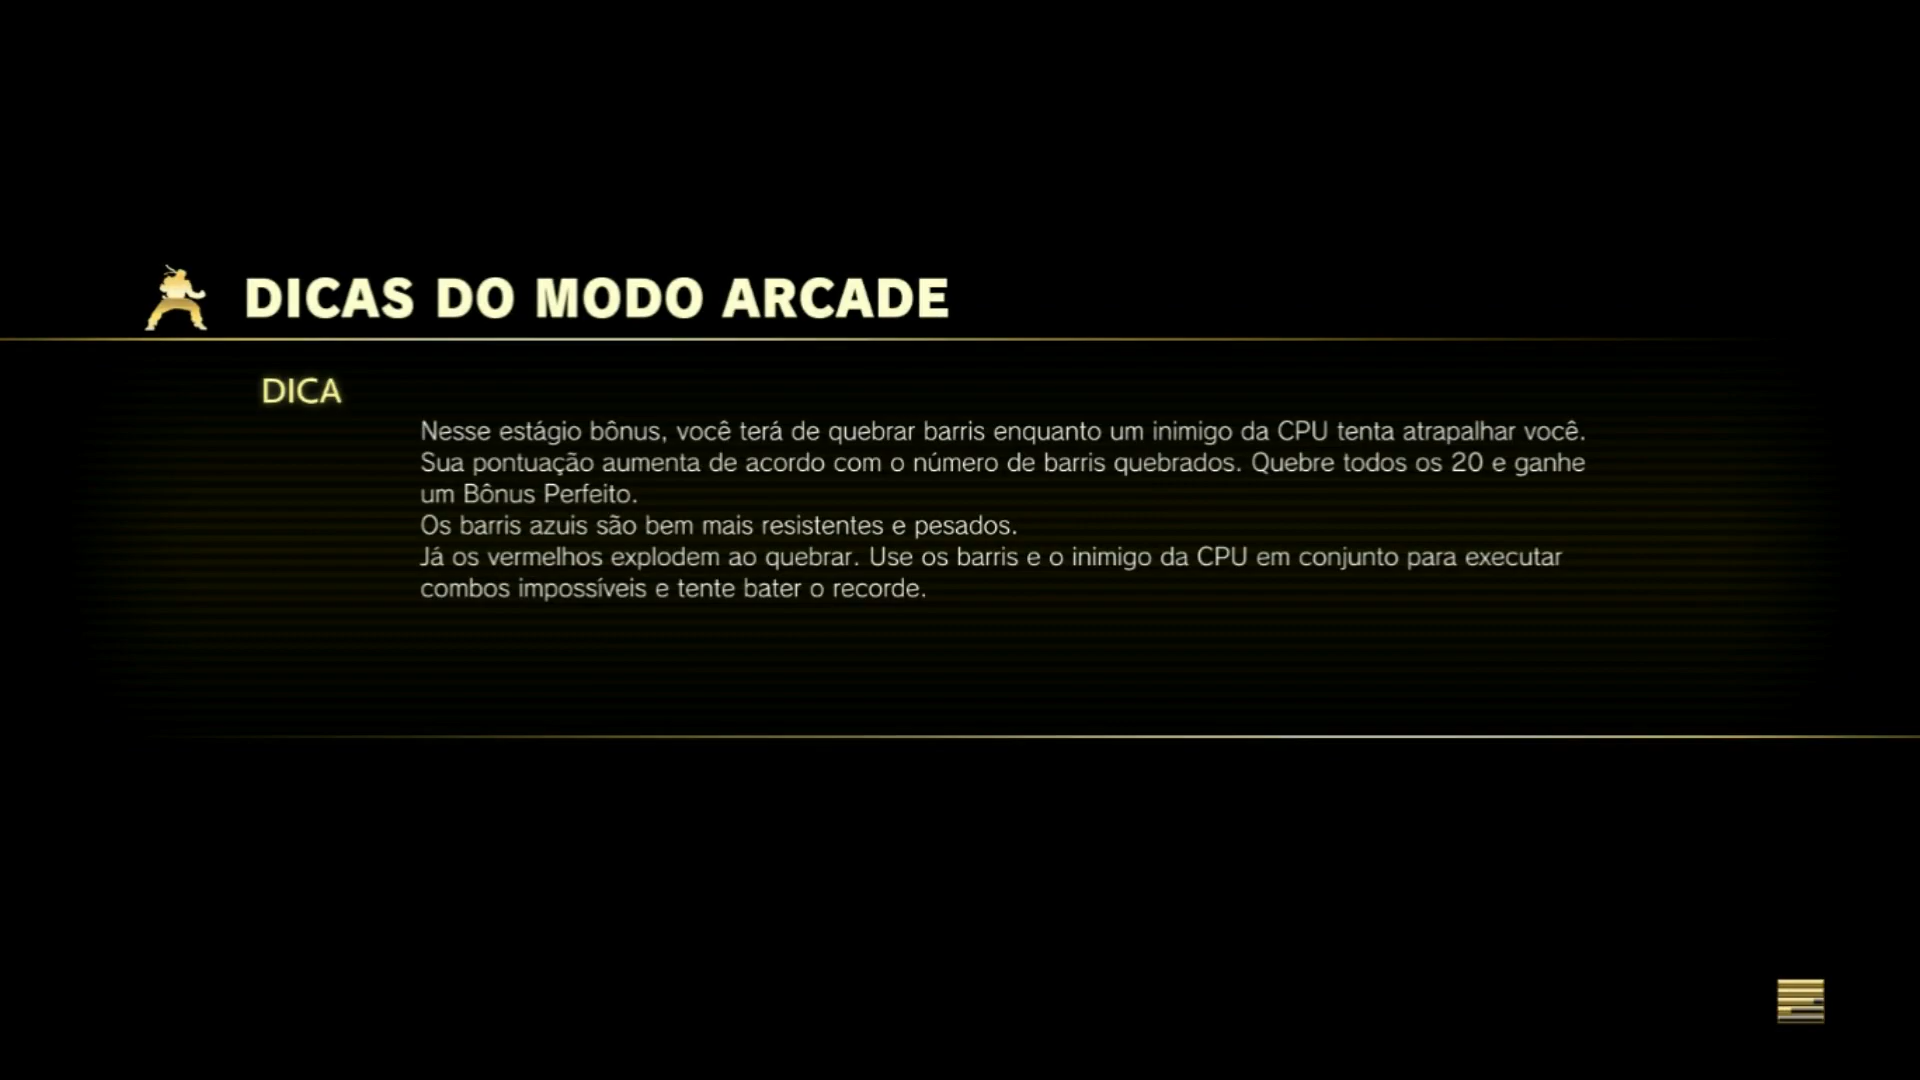 DICAS DO MODO ARCADE
DICA
Nesse estágio bônus, você terá de quebrar barris enquanto um inimigo da CPU tenta atrapalhar você.
Sua pontuação aumenta de acordo com o número de barris quebrados. Quebre todos os 20 e ganhe
um Bônus Perfeito.
Os barris azuis são bem mais resistentes e pesados.
Já os vermelhos explodem ao quebrar. Use os barris e o inimigo da CPU em conjunto para executar
combos impossíveis e tente bater o recorde.